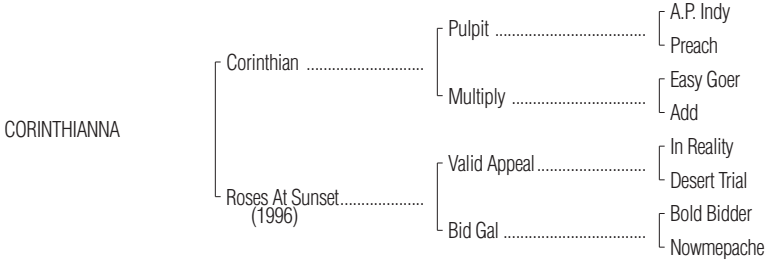 A.P. Indy
Pulpit ....................................
Preach
Corinthian ............................
Easy Goer
Multiply ................................
Add
CORINTHIANNA
In Reality
Valid Appeal..........................
Desert Trial
Roses At Sunset....................
(1996)
Bold Bidder
Bid Gal ..................................
Nowmepache